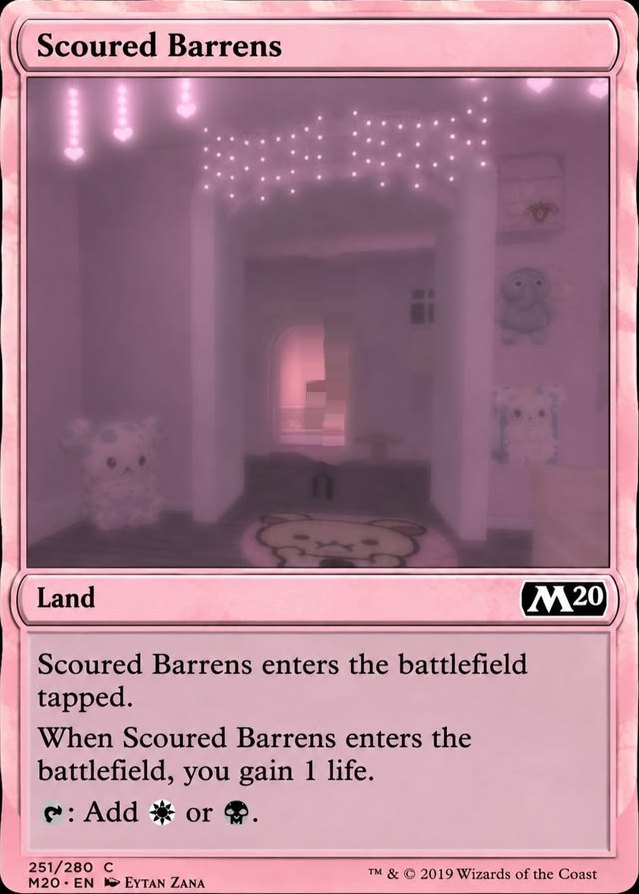 Scoured Barrens
Land
M20
Scoured Barrens enters the battlefield
tapped.
When Scoured Barrens enters the
battlefield, you gain 1 life.
: Add or .
251/280 C
M20 • EN EYTAN ZANA
™ & © 2019 Wizards of the Coast